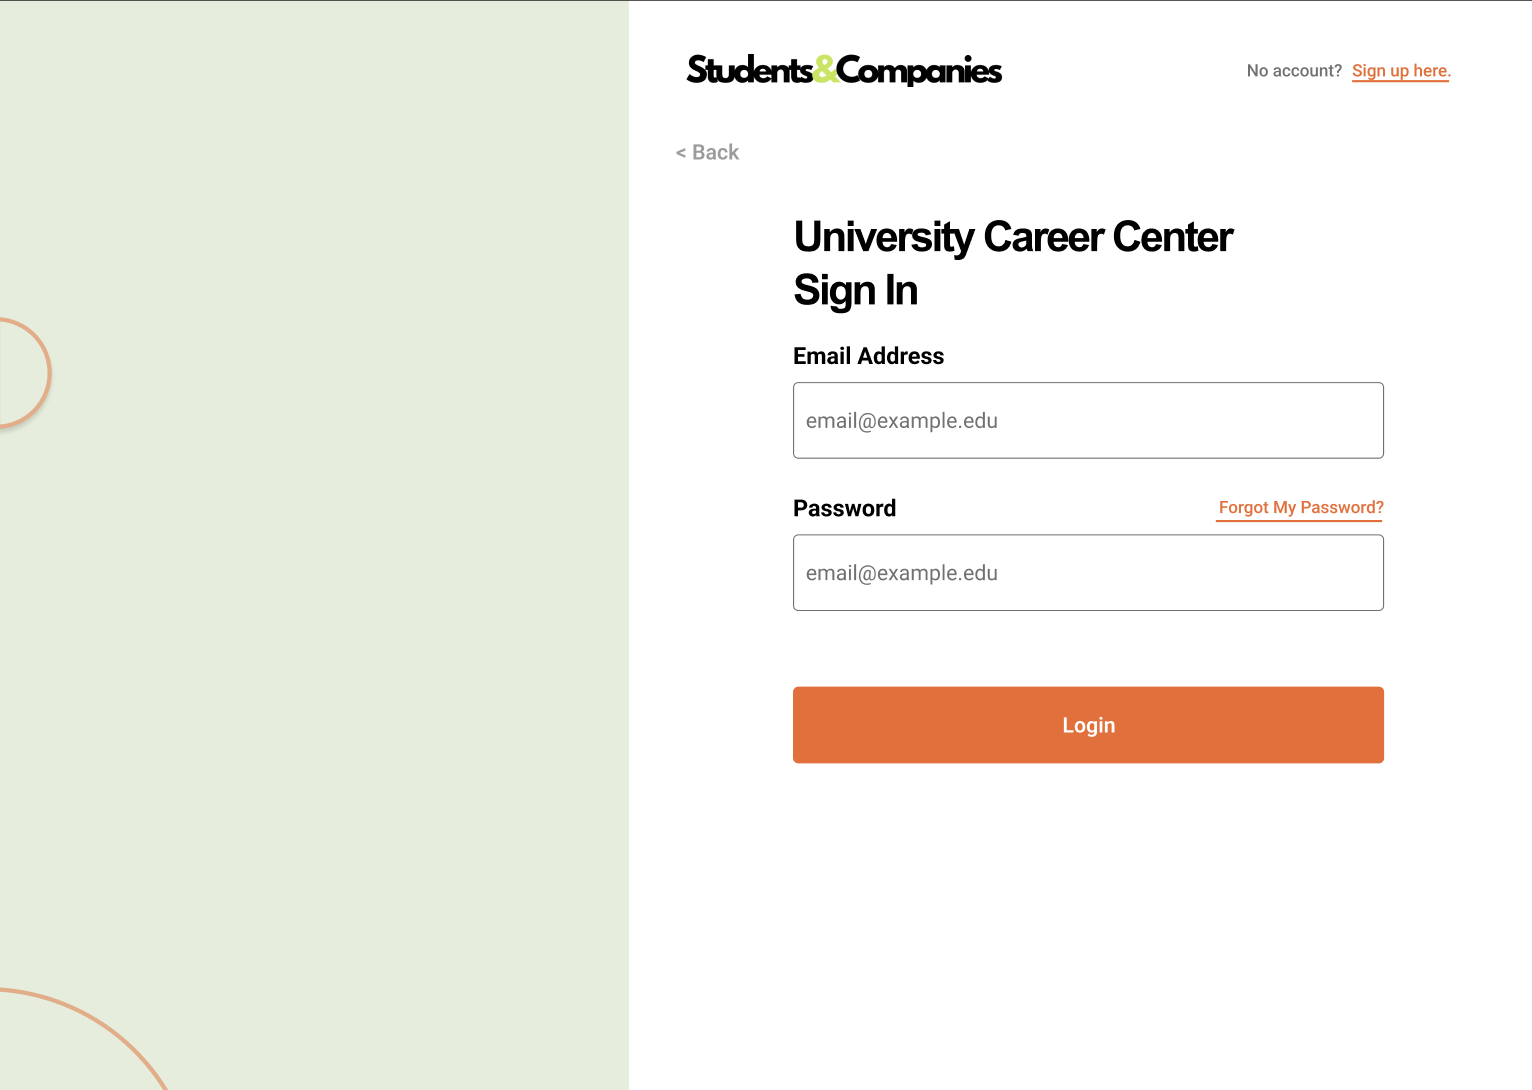 Students&Companies
No account? Sign up here.
< Back
University Career Center
Sign In
Email Address
email@example.edu
Password Forgot My Password?
email@example.edu
Login